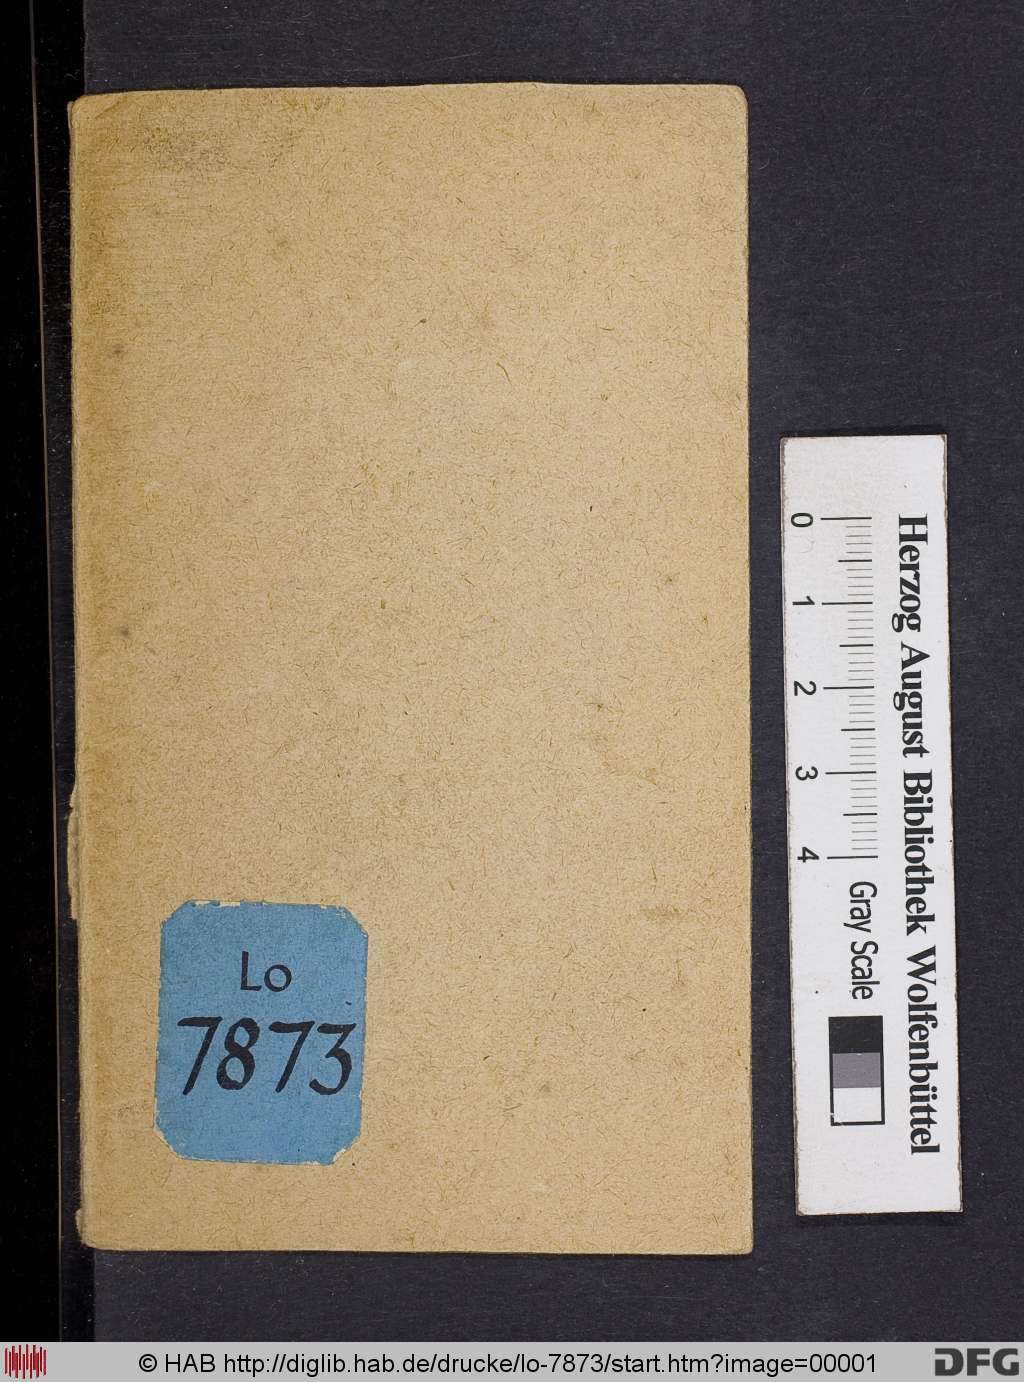 Lo
7873
Herzog August Bibliothek Wolfenbüttel
0 1 2 3 4 Gray Scale
© HAB http://diglib.hab.de/drucke/lo-7873/start.htm?image=00001
DFG